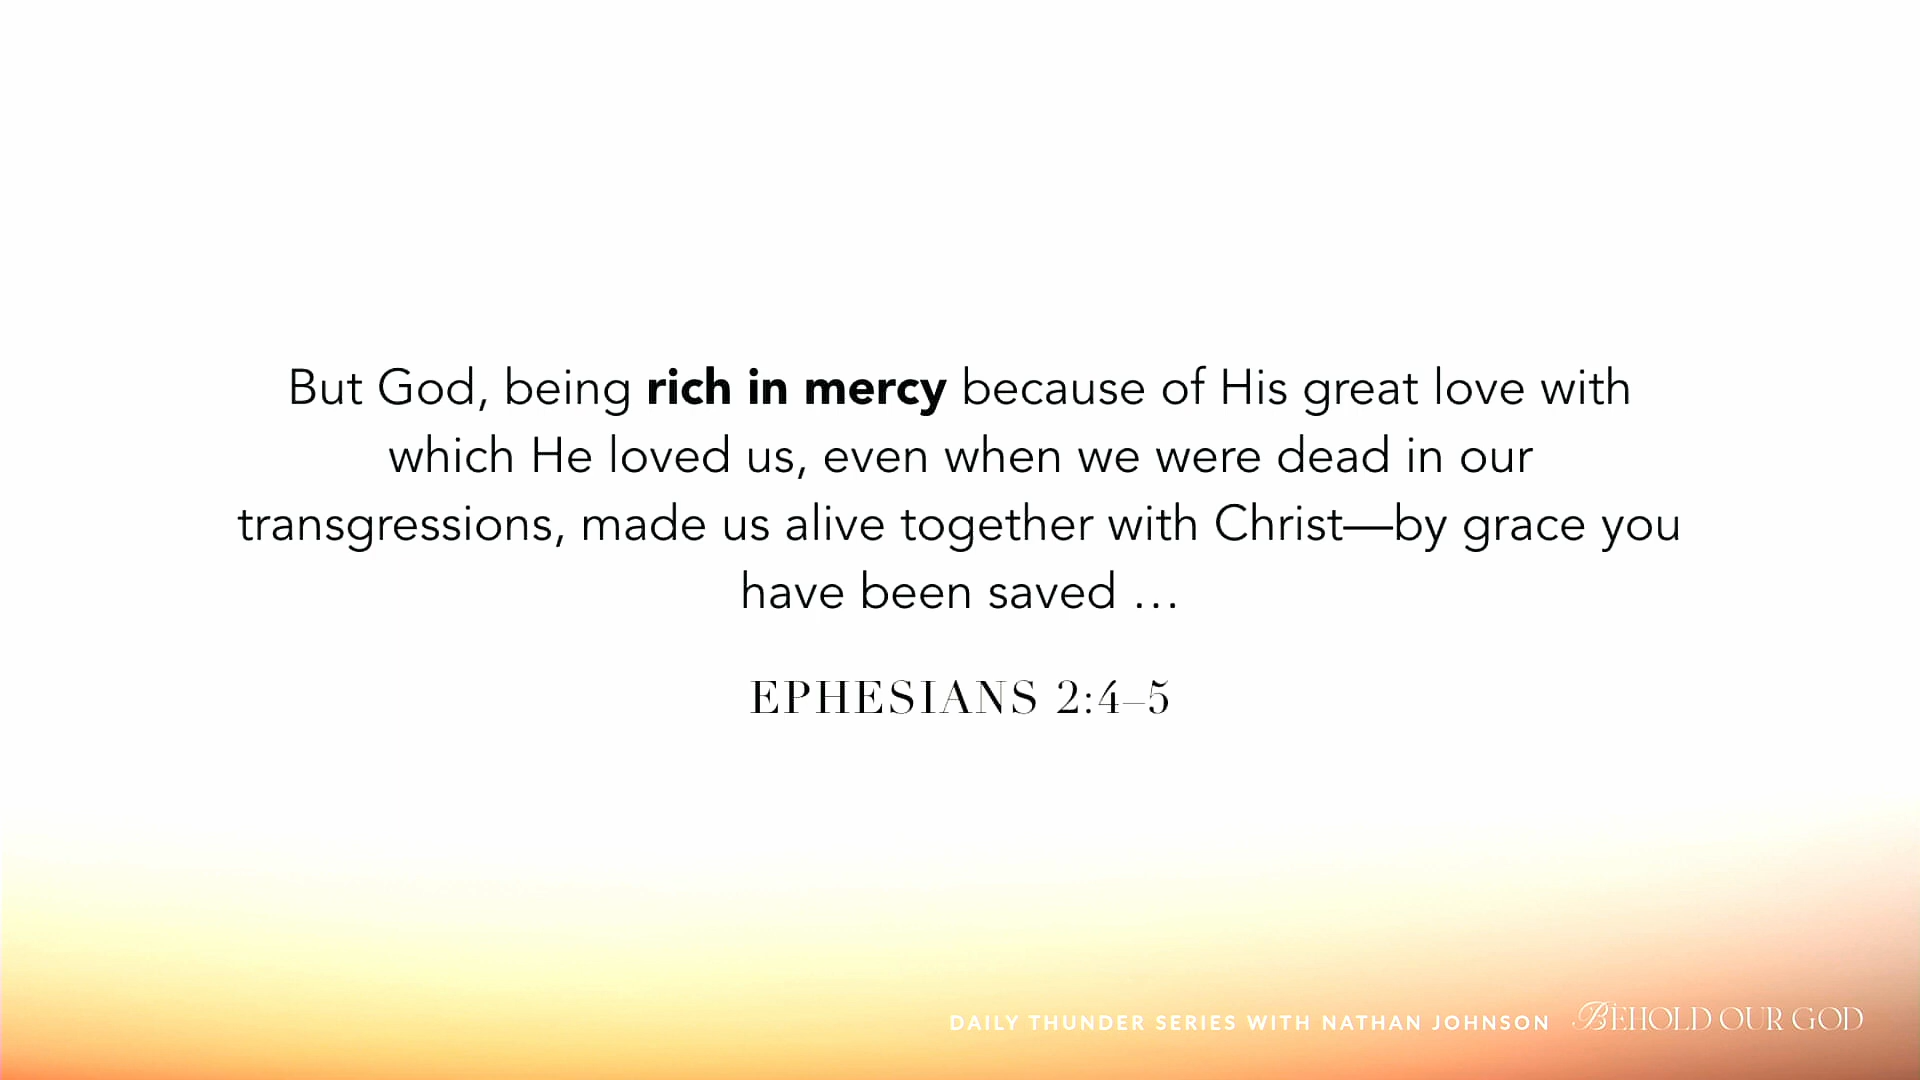 But God, being rich in mercy because of His great love with
which He loved us, even when we were dead in our
transgressions, made us alive together with Christ—by grace you
have been saved …
EPHESIANS 2:4–5
DAILY THUNDER SERIES WITH NATHAN JOHNSON BEHOLD OUR GOD